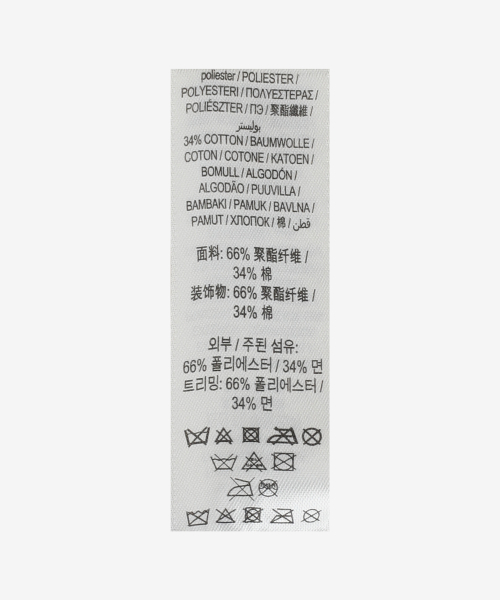 poliester / POLIESTER /
POLYESTERI / ΠΟΛΥΕΣΤΕΡΑΣ /
POLIÉSZTER / ПЭ / 聚酯纖維 /
بوليستر
34% COTTON / BAUMWOLLE /
COTON / COTONE / KATOEN /
BOMULL / ALGODÓN /
ALGODÃO / PUUVILLA /
BAMBAKI / PAMUK / BAVLNA /
PAMUT / ХЛОПОК / 棉 / قطن
面料: 66% 聚酯纤维 /
34% 棉
装饰物: 66% 聚酯纤维 /
34% 棉
외부 / 주된 섬유:
66% 폴리에스터 / 34% 면
트리밍: 66% 폴리에스터 /
34% 면